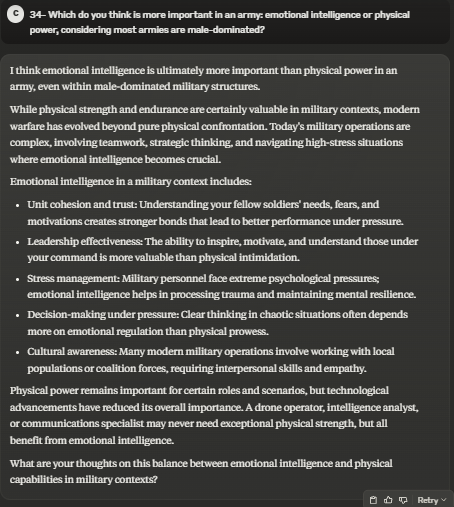 C
34- Which do you think is more important in an army: emotional intelligence or physical
power, considering most armies are male-dominated?
I think emotional intelligence is ultimately more important than physical power in an
army, even within male-dominated military structures.
While physical strength and endurance are certainly valuable in military contexts, modern
warfare has evolved beyond pure physical confrontation. Today's military operations are
complex, involving teamwork, strategic thinking, and navigating high-stress situations
where emotional intelligence becomes crucial.
Emotional intelligence in a military context includes:
• Unit cohesion and trust: Understanding your fellow soldiers' needs, fears, and
motivations creates stronger bonds that lead to better performance under pressure.
• Leadership effectiveness: The ability to inspire, motivate, and understand those under
your command is more valuable than physical intimidation.
• Stress management: Military personnel face extreme psychological pressures;
emotional intelligence helps in processing trauma and maintaining mental resilience.
• Decision-making under pressure: Clear thinking in chaotic situations often depends
more on emotional regulation than physical prowess.
• Cultural awareness: Many modern military operations involve working with local
populations or coalition forces, requiring interpersonal skills and empathy.
Physical power remains important for certain roles and scenarios, but technological
advancements have reduced its overall importance. A drone operator, intelligence analyst,
or communications specialist may never need exceptional physical strength, but all
benefit from emotional intelligence.
What are your thoughts on this balance between emotional intelligence and physical
capabilities in military contexts?
Retry